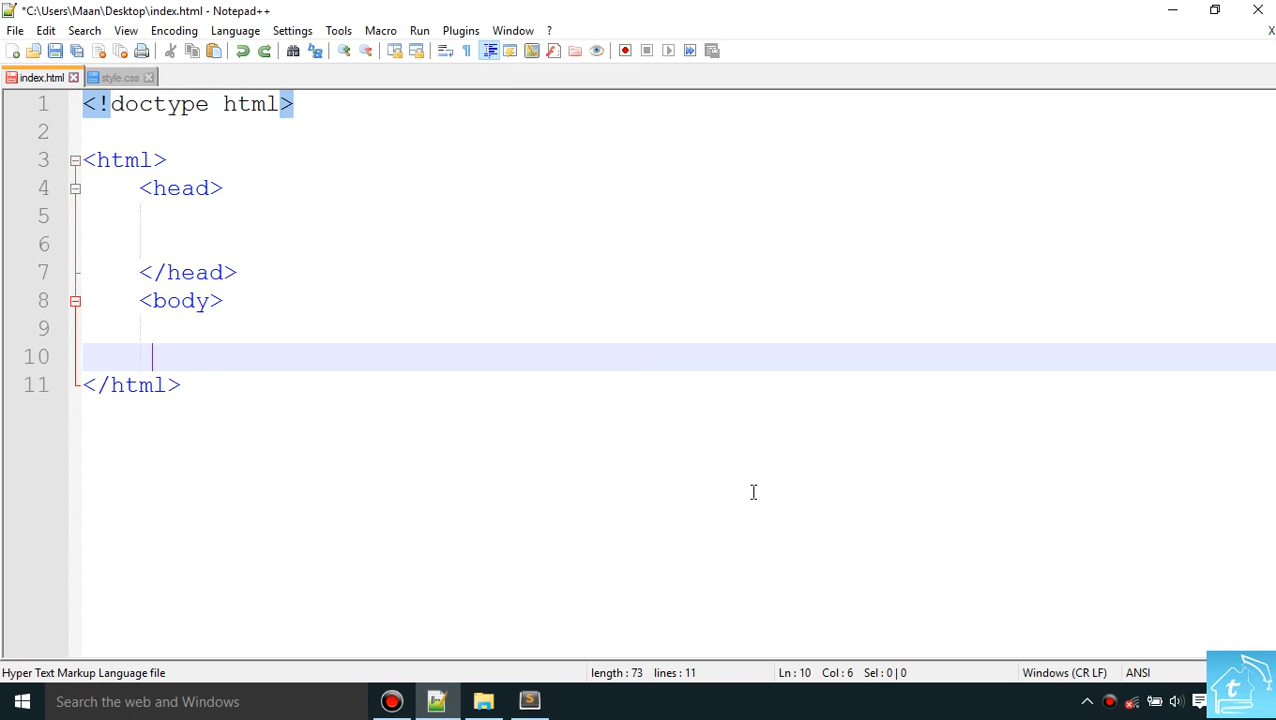 *C:\Users\Maan\Desktop\index.html - Notepad++
File Edit Search View Encoding Language Settings Tools Macro Run Plugins Window ? X
index.html style.css
1 <!doctype html>
2
3 <html>
4 <head>
5
6
7 </head>
8 <body>
9
10
11 </html>
Hyper Text Markup Language file length : 73 lines : 11 Ln : 10 Col : 6 Sel : 0 | 0 Windows (CR LF) ANSI
Search the web and Windows
t